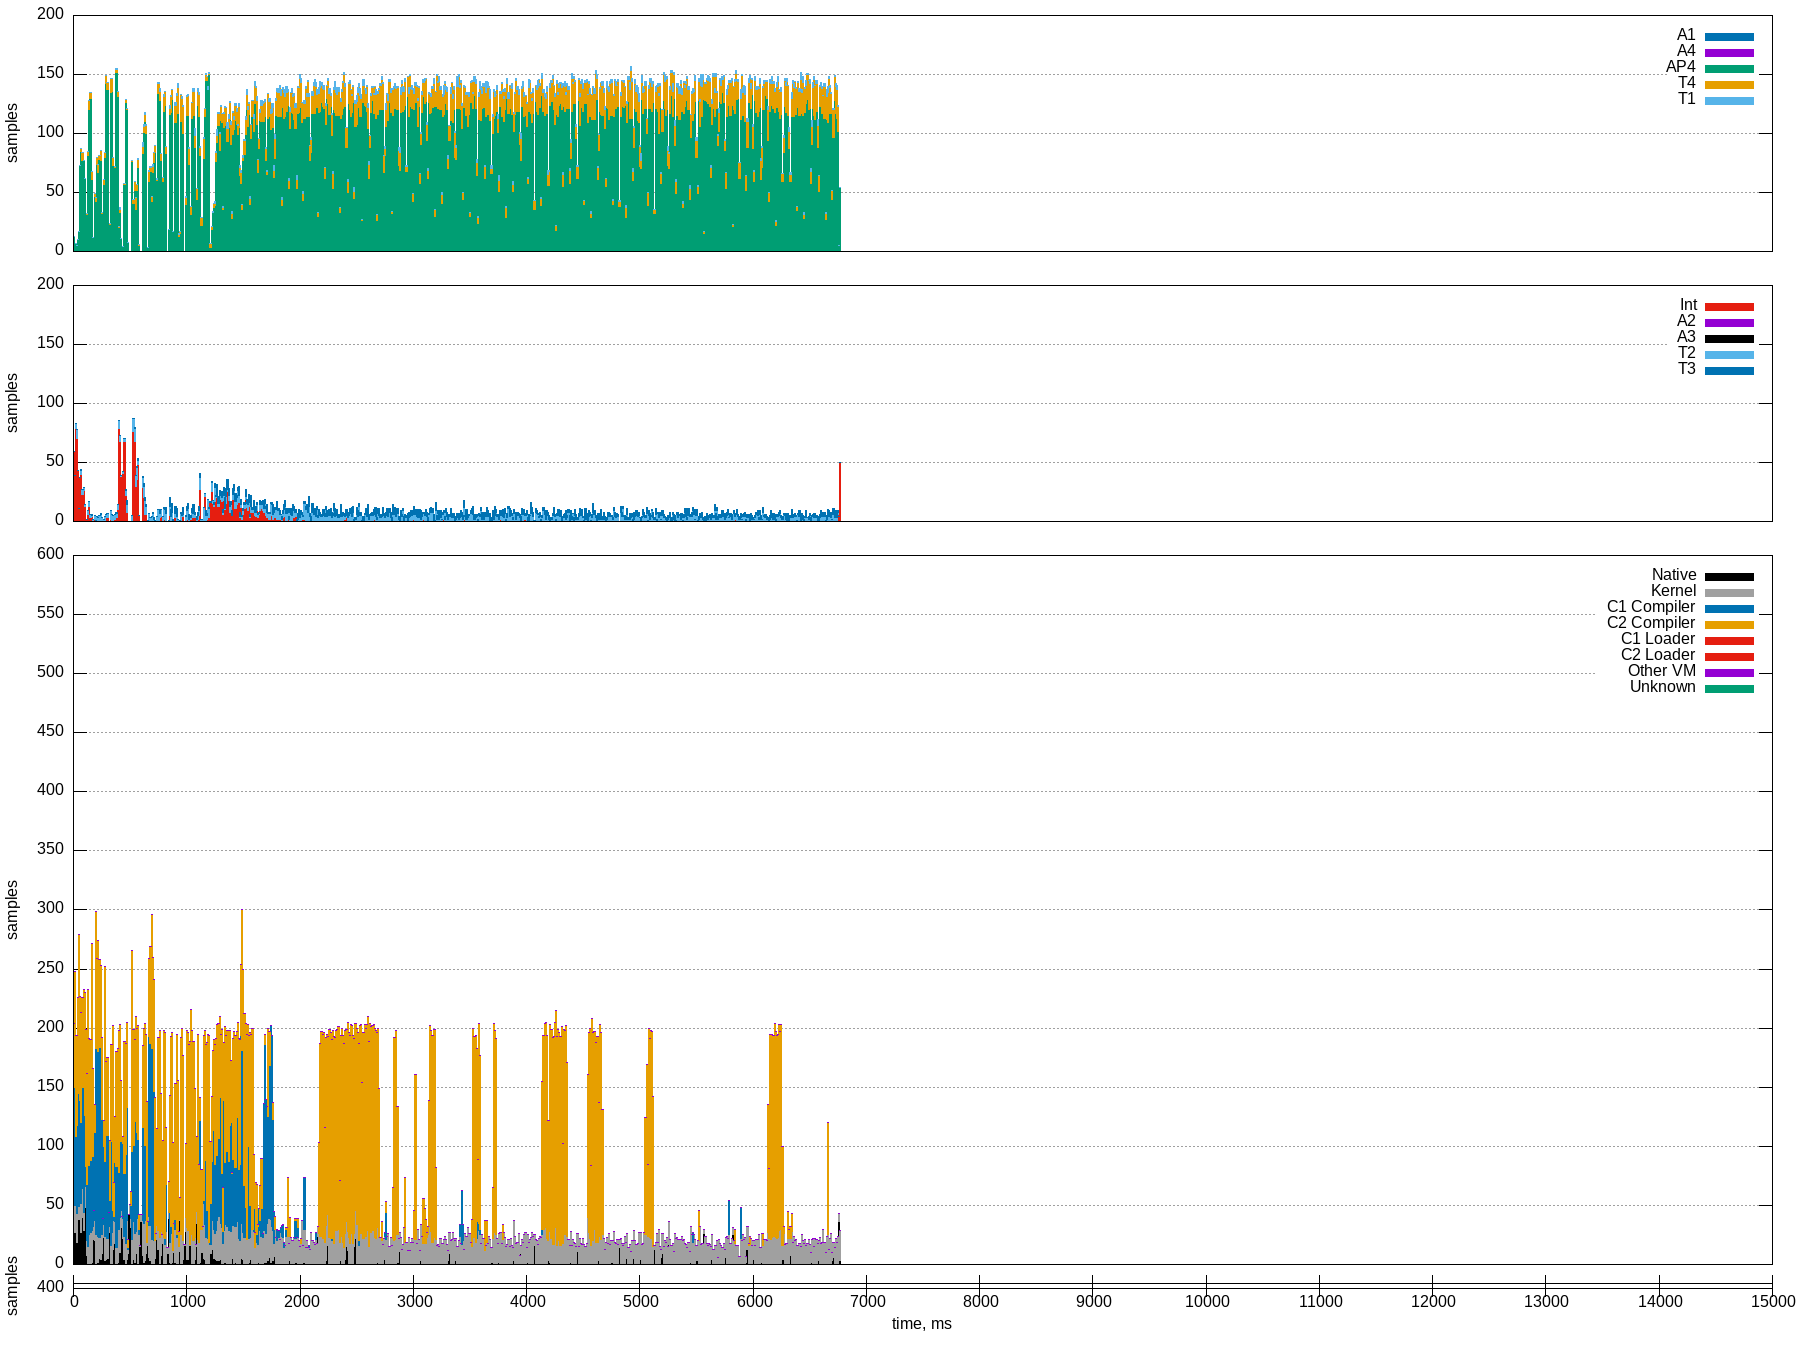 200
150
100
50
0
samples
A1
A4
AP4
T4
T1
200
150
100
50
0
samples
Int
A2
A3
T2
T3
600
550
500
450
400
350
300
250
200
150
100
50
0
samples
Native
Kernel
C1 Compiler
C2 Compiler
C1 Loader
C2 Loader
Other VM
Unknown
400
samples
0 1000 2000 3000 4000 5000 6000 7000 8000 9000 10000 11000 12000 13000 14000 15000
time, ms